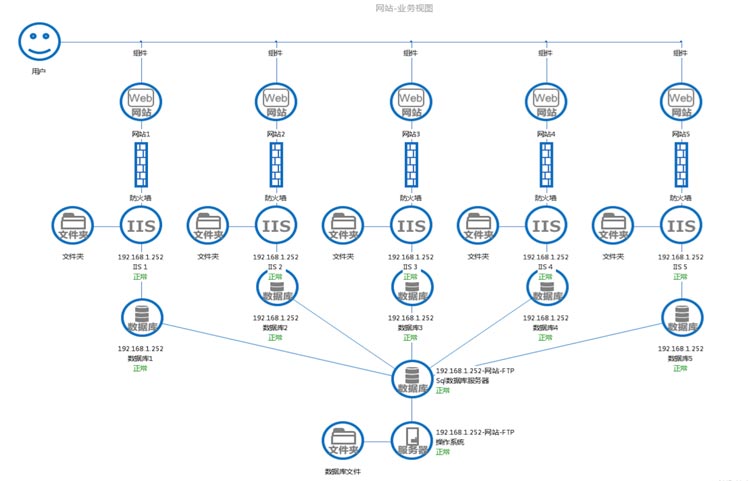 网站-业务视图
用户
组件 组件 组件 组件 组件
Web Web Web Web Web
网站 网站 网站 网站 网站
网站1 网站2 网站3 网站4 网站5
防火墙 防火墙 防火墙 防火墙 防火墙
文件夹 IIS 文件夹 IIS 文件夹 IIS 文件夹 IIS 文件夹 IIS
文件夹 192.168.1.252 文件夹 192.168.1.252 文件夹 192.168.1.252 文件夹 192.168.1.252 文件夹 192.168.1.252
IIS 1 IIS 2 IIS 3 IIS 4 IIS 5
正常 正常 正常 正常 正常
数据库 数据库 数据库
192.168.1.252 192.168.1.252 192.168.1.252
数据库 数据库2 数据库3 数据库4 数据库
正常 正常 正常
192.168.1.252 192.168.1.252
数据库1 数据库5
正常 正常
192.168.1.252-网站-FTP
数据库 Sql数据库服务器
正常
192.168.1.252-网站-FTP
文件夹 服务器 操作系统
正常
数据库文件